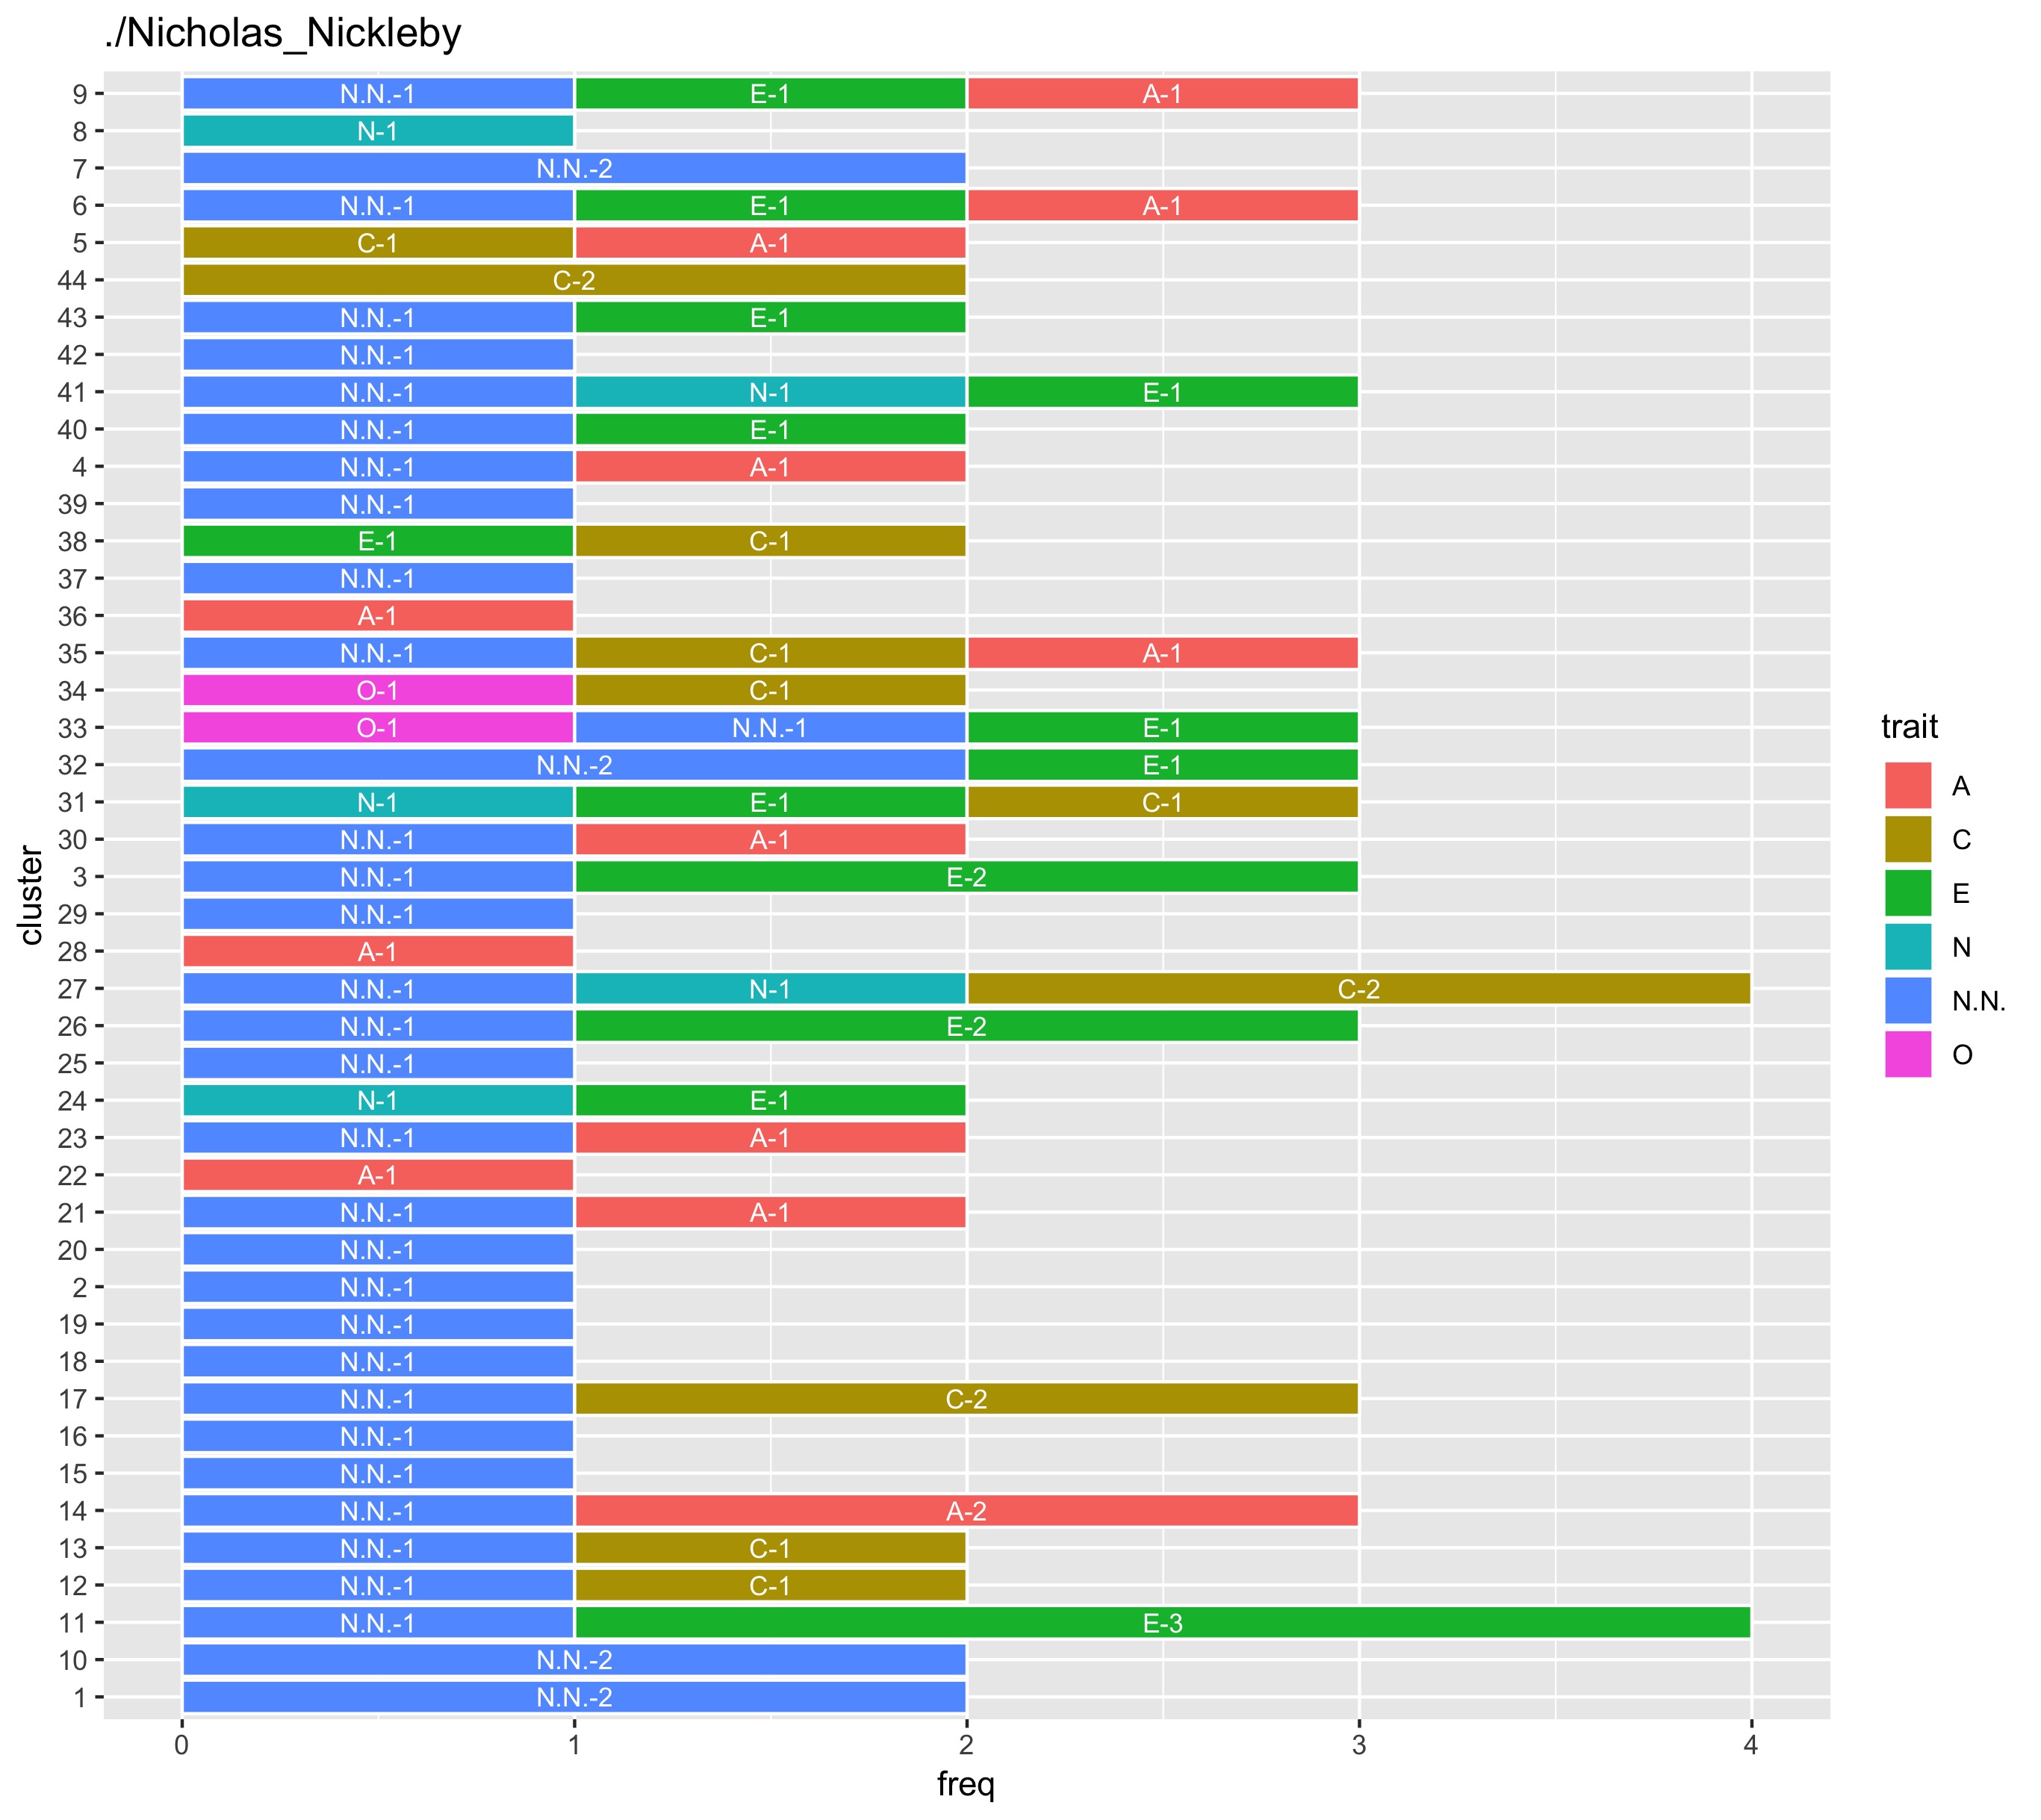 ./Nicholas_Nickleby
9 N.N.-1 E-1 A-1
8 N-1
7 N.N.-2
6 N.N.-1 E-1 A-1
5 C-1 A-1
44 C-2
43 N.N.-1 E-1
42 N.N.-1
41 N.N.-1 N-1 E-1
40 N.N.-1 E-1
4 N.N.-1 A-1
39 N.N.-1
38 E-1 C-1
37 N.N.-1
36 A-1
35 N.N.-1 C-1 A-1
34 O-1 C-1
33 O-1 N.N.-1 E-1
32 N.N.-2 E-1
31 N-1 E-1 C-1
30 N.N.-1 A-1
3 N.N.-1 E-2
29 N.N.-1
28 A-1
27 N.N.-1 N-1 C-2
26 N.N.-1 E-2
25 N.N.-1
24 N-1 E-1
23 N.N.-1 A-1
22 A-1
21 N.N.-1 A-1
20 N.N.-1
2 N.N.-1
19 N.N.-1
18 N.N.-1
17 N.N.-1 C-2
16 N.N.-1
15 N.N.-1
14 N.N.-1 A-2
13 N.N.-1 C-1
12 N.N.-1 C-1
11 N.N.-1 E-3
10 N.N.-2
1 N.N.-2
0 1 2 3 4
freq
cluster
trait
A
C
E
N
N.N.
O